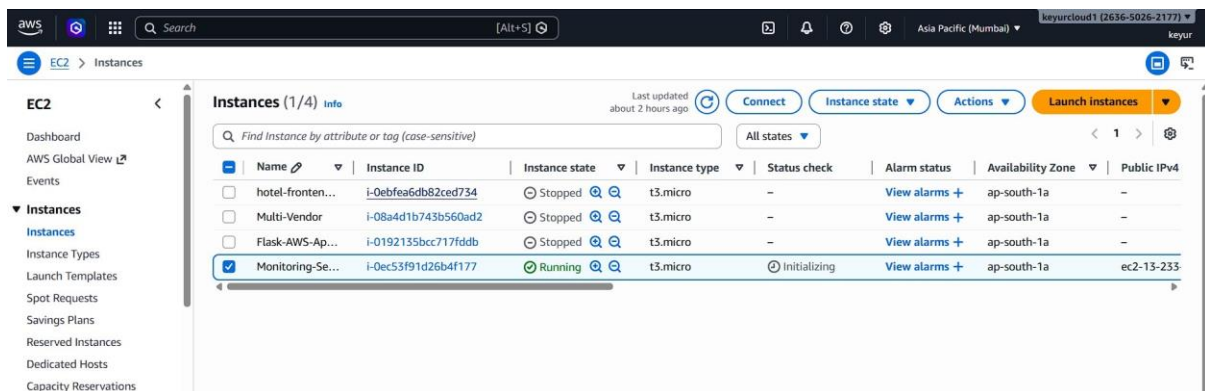 aws Search [Alt+S] Asia Pacific (Mumbai) ▼ keyurcloud1 (2636-5026-2177) ▼
keyur
EC2 > Instances
EC2
Dashboard
AWS Global View
Events
▼ Instances
Instances
Instance Types
Launch Templates
Spot Requests
Savings Plans
Reserved Instances
Dedicated Hosts
Capacity Reservations
Instances (1/4) Info
Last updated
about 2 hours ago
Connect Instance state ▼ Actions ▼ Launch instances ▼
Find Instance by attribute or tag (case-sensitive) All states ▼ < 1 >
Name Instance ID Instance state Instance type Status check Alarm status Availability Zone Public IPv4
hotel-fronten... i-0ebfea6db82ced734 Stopped t3.micro – View alarms + ap-south-1a –
Multi-Vendor i-08a4d1b743b560ad2 Stopped t3.micro – View alarms + ap-south-1a –
Flask-AWS-Ap... i-0192135bcc717fddb Stopped t3.micro – View alarms + ap-south-1a –
Monitoring-Se... i-0ec53f91d26b4f177 Running t3.micro Initializing View alarms + ap-south-1a ec2-13-233-